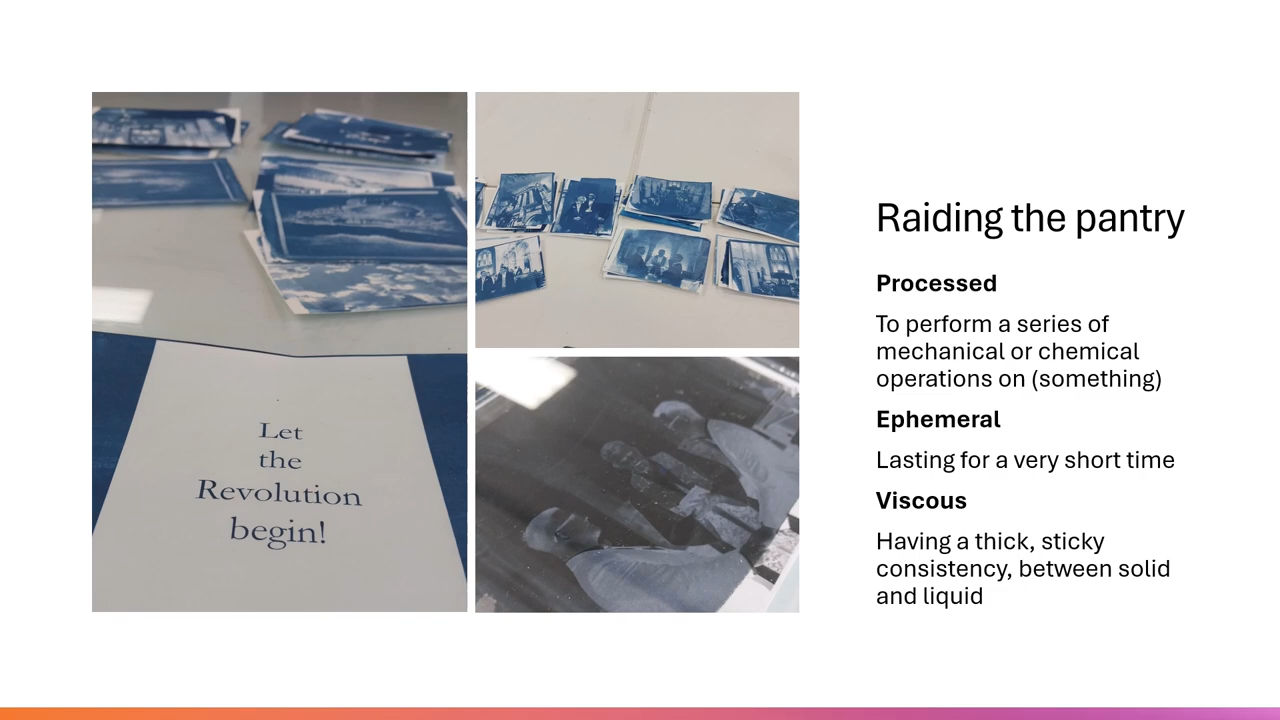 Let
the
Revolution
begin!
Raiding the pantry
Processed
To perform a series of
mechanical or chemical
operations on (something)
Ephemeral
Lasting for a very short time
Viscous
Having a thick, sticky
consistency, between solid
and liquid